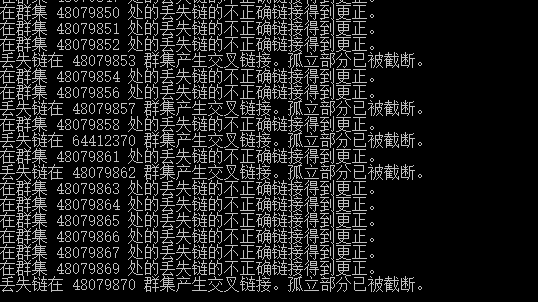 在群集 48079850 处的丢失链的不正确链接得到更正。
在群集 48079851 处的丢失链的不正确链接得到更正。
在群集 48079852 处的丢失链的不正确链接得到更正。
丢失链在 48079853 群集产生交叉链接。孤立部分已被截断。
在群集 48079854 处的丢失链的不正确链接得到更正。
在群集 48079856 处的丢失链的不正确链接得到更正。
丢失链在 48079857 群集产生交叉链接。孤立部分已被截断。
在群集 48079858 处的丢失链的不正确链接得到更正。
丢失链在 64412370 群集产生交叉链接。孤立部分已被截断。
在群集 48079861 处的丢失链的不正确链接得到更正。
丢失链在 48079862 群集产生交叉链接。孤立部分已被截断。
在群集 48079863 处的丢失链的不正确链接得到更正。
在群集 48079864 处的丢失链的不正确链接得到更正。
在群集 48079865 处的丢失链的不正确链接得到更正。
在群集 48079866 处的丢失链的不正确链接得到更正。
在群集 48079867 处的丢失链的不正确链接得到更正。
在群集 48079869 处的丢失链的不正确链接得到更正。
丢失链在 48079870 群集产生交叉链接。孤立部分已被截断。